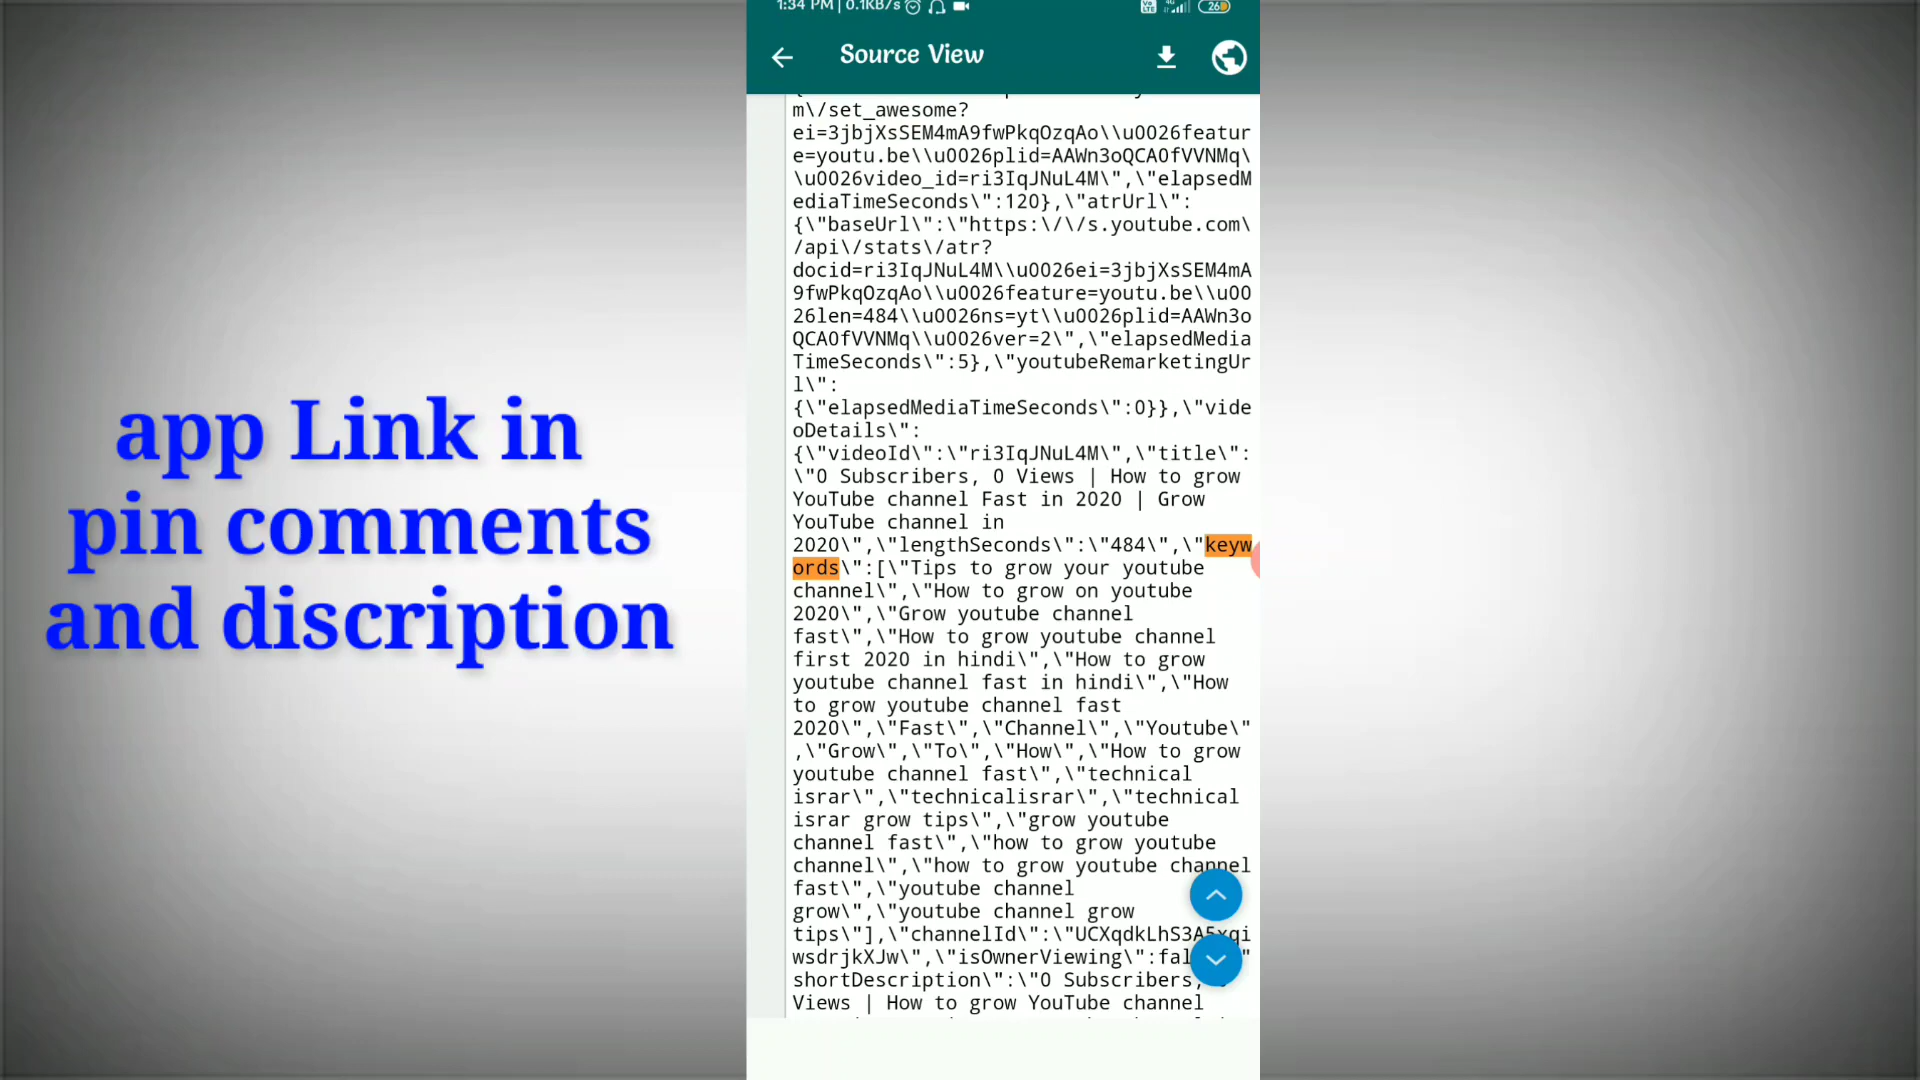 1:34 PM | 0.1KB/s
26
Source View
app Link in
pin comments
and discription
m\/set_awesome?
ei=3jbjXsSEM4mA9fwPkqOzqAo\\u0026featur
e=youtu.be\\u0026plid=AAWn3oQCA0fVVNMq\
\u0026video_id=ri3IqJNuL4M\",\"elapsedM
ediaTimeSeconds\":120},\"atrUrl\":
{\"baseUrl\":\"https:\/\/s.youtube.com\
/api\/stats\/atr?
docid=ri3IqJNuL4M\\u0026ei=3jbjXsSEM4mA
9fwPkqOzqAo\\u0026feature=youtu.be\\u00
26len=484\\u0026ns=yt\\u0026plid=AAWn3o
QCA0fVVNMq\\u0026ver=2\",\"elapsedMedia
TimeSeconds\":5},\"youtubeRemarketingUr
l\":
{\"elapsedMediaTimeSeconds\":0}},\"vide
oDetails\":
{\"videoId\":\"ri3IqJNuL4M\",\"title\":
\"0 Subscribers, 0 Views | How to grow
YouTube channel Fast in 2020 | Grow
YouTube channel in
2020\",\"lengthSeconds\":\"484\",\"keyw
ords\":[\"Tips to grow your youtube
channel\",\"How to grow on youtube
2020\",\"Grow youtube channel
fast\",\"How to grow youtube channel
first 2020 in hindi\",\"How to grow
youtube channel fast in hindi\",\"How
to grow youtube channel fast
2020\",\"Fast\",\"Channel\",\"Youtube\"
,\"Grow\",\"To\",\"How\",\"How to grow
youtube channel fast\",\"technical
israr\",\"technicalisrar\",\"technical
israr grow tips\",\"grow youtube
channel fast\",\"how to grow youtube
channel\",\"how to grow youtube channel
fast\",\"youtube channel
grow\",\"youtube channel grow
tips\"],\"channelId\":\"UCXqdkLhS3A5xqi
wsdrjkXJw\",\"isOwnerViewing\":fal
shortDescription\":\"0 Subscribers,
Views | How to grow YouTube channel